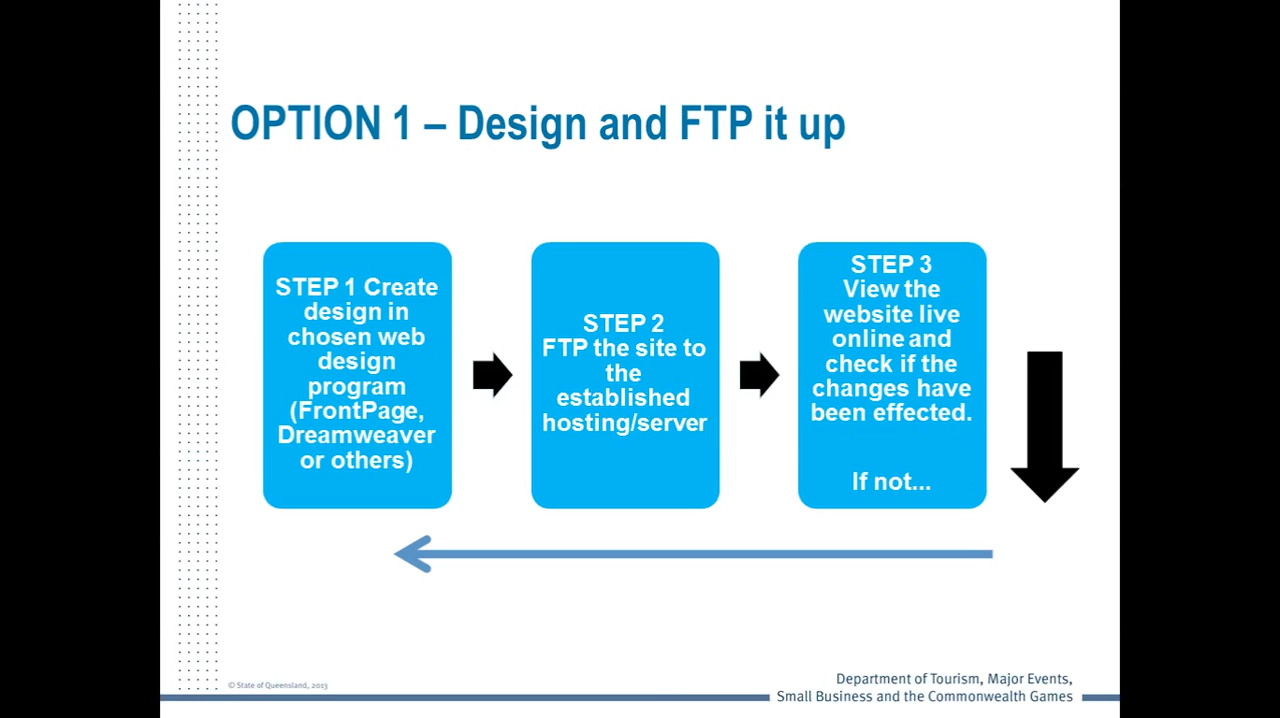 OPTION 1 – Design and FTP it up
STEP 1 Create
design in
chosen web
design
program
(FrontPage,
Dreamweaver
or others)
STEP 2
FTP the site to
the
established
hosting/server
STEP 3
View the
website live
online and
check if the
changes have
been effected.
If not...
© State of Queensland, 2013
Department of Tourism, Major Events,
Small Business and the Commonwealth Games